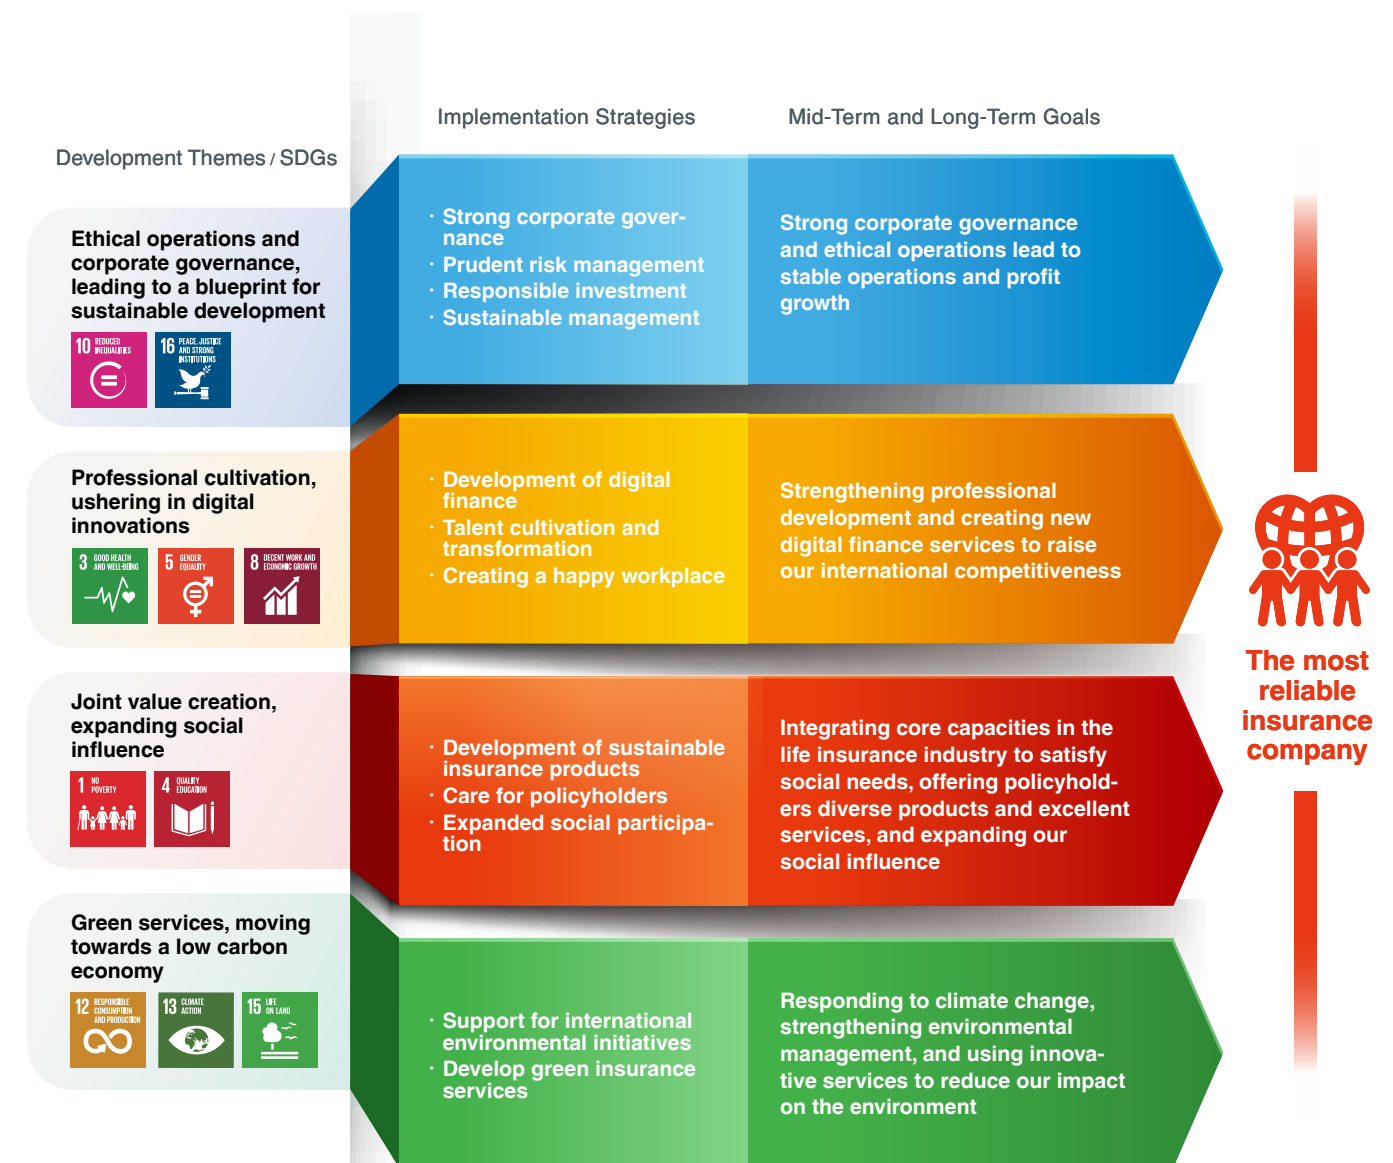 Implementation Strategies
Mid-Term and Long-Term Goals
Development Themes / SDGs
Ethical operations and
corporate governance,
leading to a blueprint for
sustainable development
10 REDUCED
INEQUALITIES
16 PEACE, JUSTICE
AND STRONG
INSTITUTIONS
· Strong corporate gover-
nance
· Prudent risk management
· Responsible investment
· Sustainable management
Strong corporate governance
and ethical operations lead to
stable operations and profit
growth
Professional cultivation,
ushering in digital
innovations
3 GOOD HEALTH
AND WELL-BEING
5 GENDER
EQUALITY
8 DECENT WORK AND
ECONOMIC GROWTH
· Development of digital
finance
· Talent cultivation and
transformation
· Creating a happy workplace
Strengthening professional
development and creating new
digital finance services to raise
our international competitiveness
Joint value creation,
expanding social
influence
1 NO
POVERTY
4 QUALITY
EDUCATION
· Development of sustainable
insurance products
· Care for policyholders
· Expanded social participa-
tion
Integrating core capacities in the
life insurance industry to satisfy
social needs, offering policyhold-
ers diverse products and excellent
services, and expanding our
social influence
Green services, moving
towards a low carbon
economy
12 RESPONSIBLE
CONSUMPTION
AND PRODUCTION
13 CLIMATE
ACTION
15 LIFE
ON LAND
· Support for international
environmental initiatives
· Develop green insurance
services
Responding to climate change,
strengthening environmental
management, and using innova-
tive services to reduce our impact
on the environment
The most
reliable
insurance
company